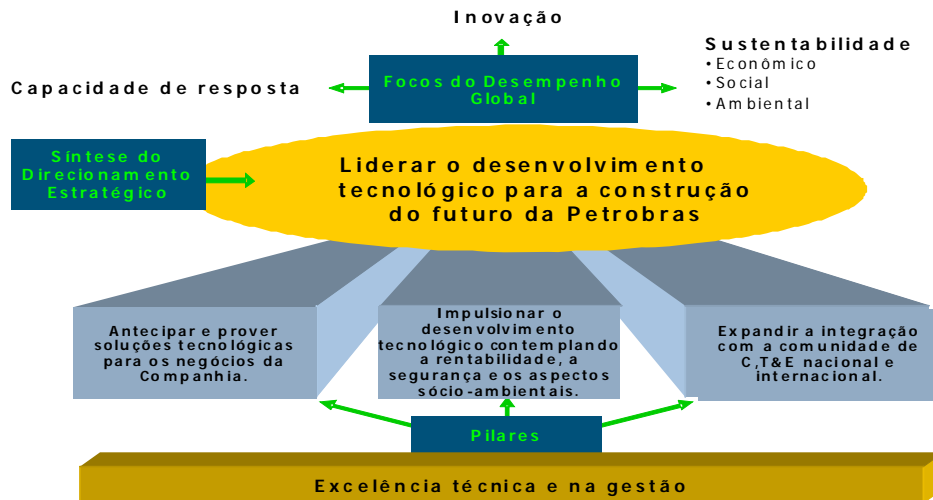 Inovação
Sustentabilidade
• Econômico
• Social
• Ambiental
Capacidade de resposta
Focos do Desempenho
Global
Síntese do
Direcionamento
Estratégico
Liderar o desenvolvimento
tecnológico para a construção
do futuro da Petrobras
Antecipar e prover
soluções tecnológicas
para os negócios da
Companhia.
Impulsionar o
desenvolvimento
tecnológico contemplando
a rentabilidade, a
segurança e os aspectos
sócio-ambientais.
Expandir a integração
com a comunidade de
C,T&E nacional e
internacional.
Pilares
Excelência técnica e na gestão